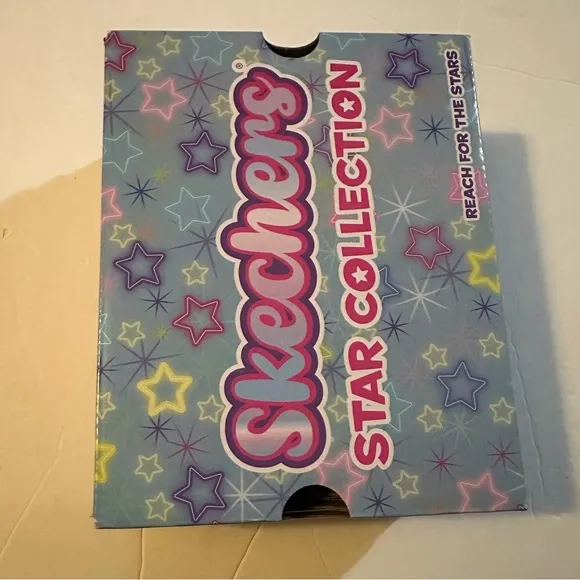 Skechers®
STAR COLLECTION
REACH FOR THE STARS